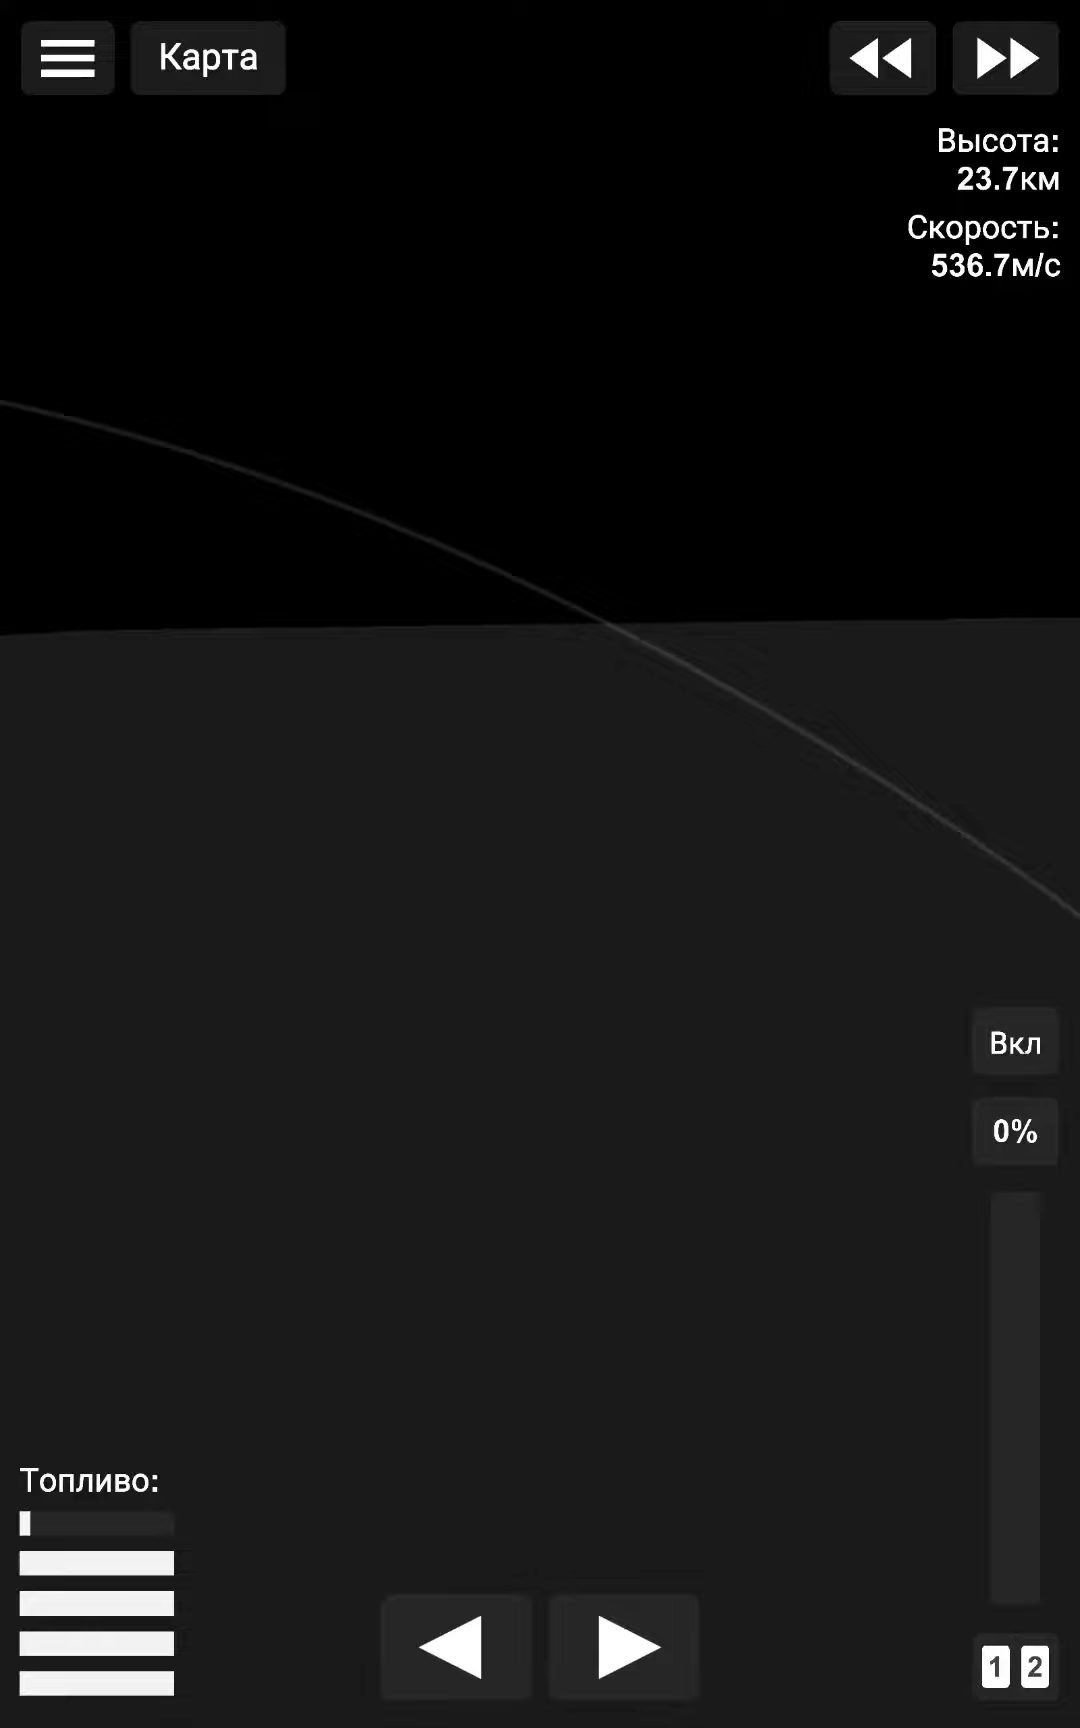 Карта
Высота:
23.7км
Скорость:
536.7м/с
Вкл
0%
Топливо:
1 2